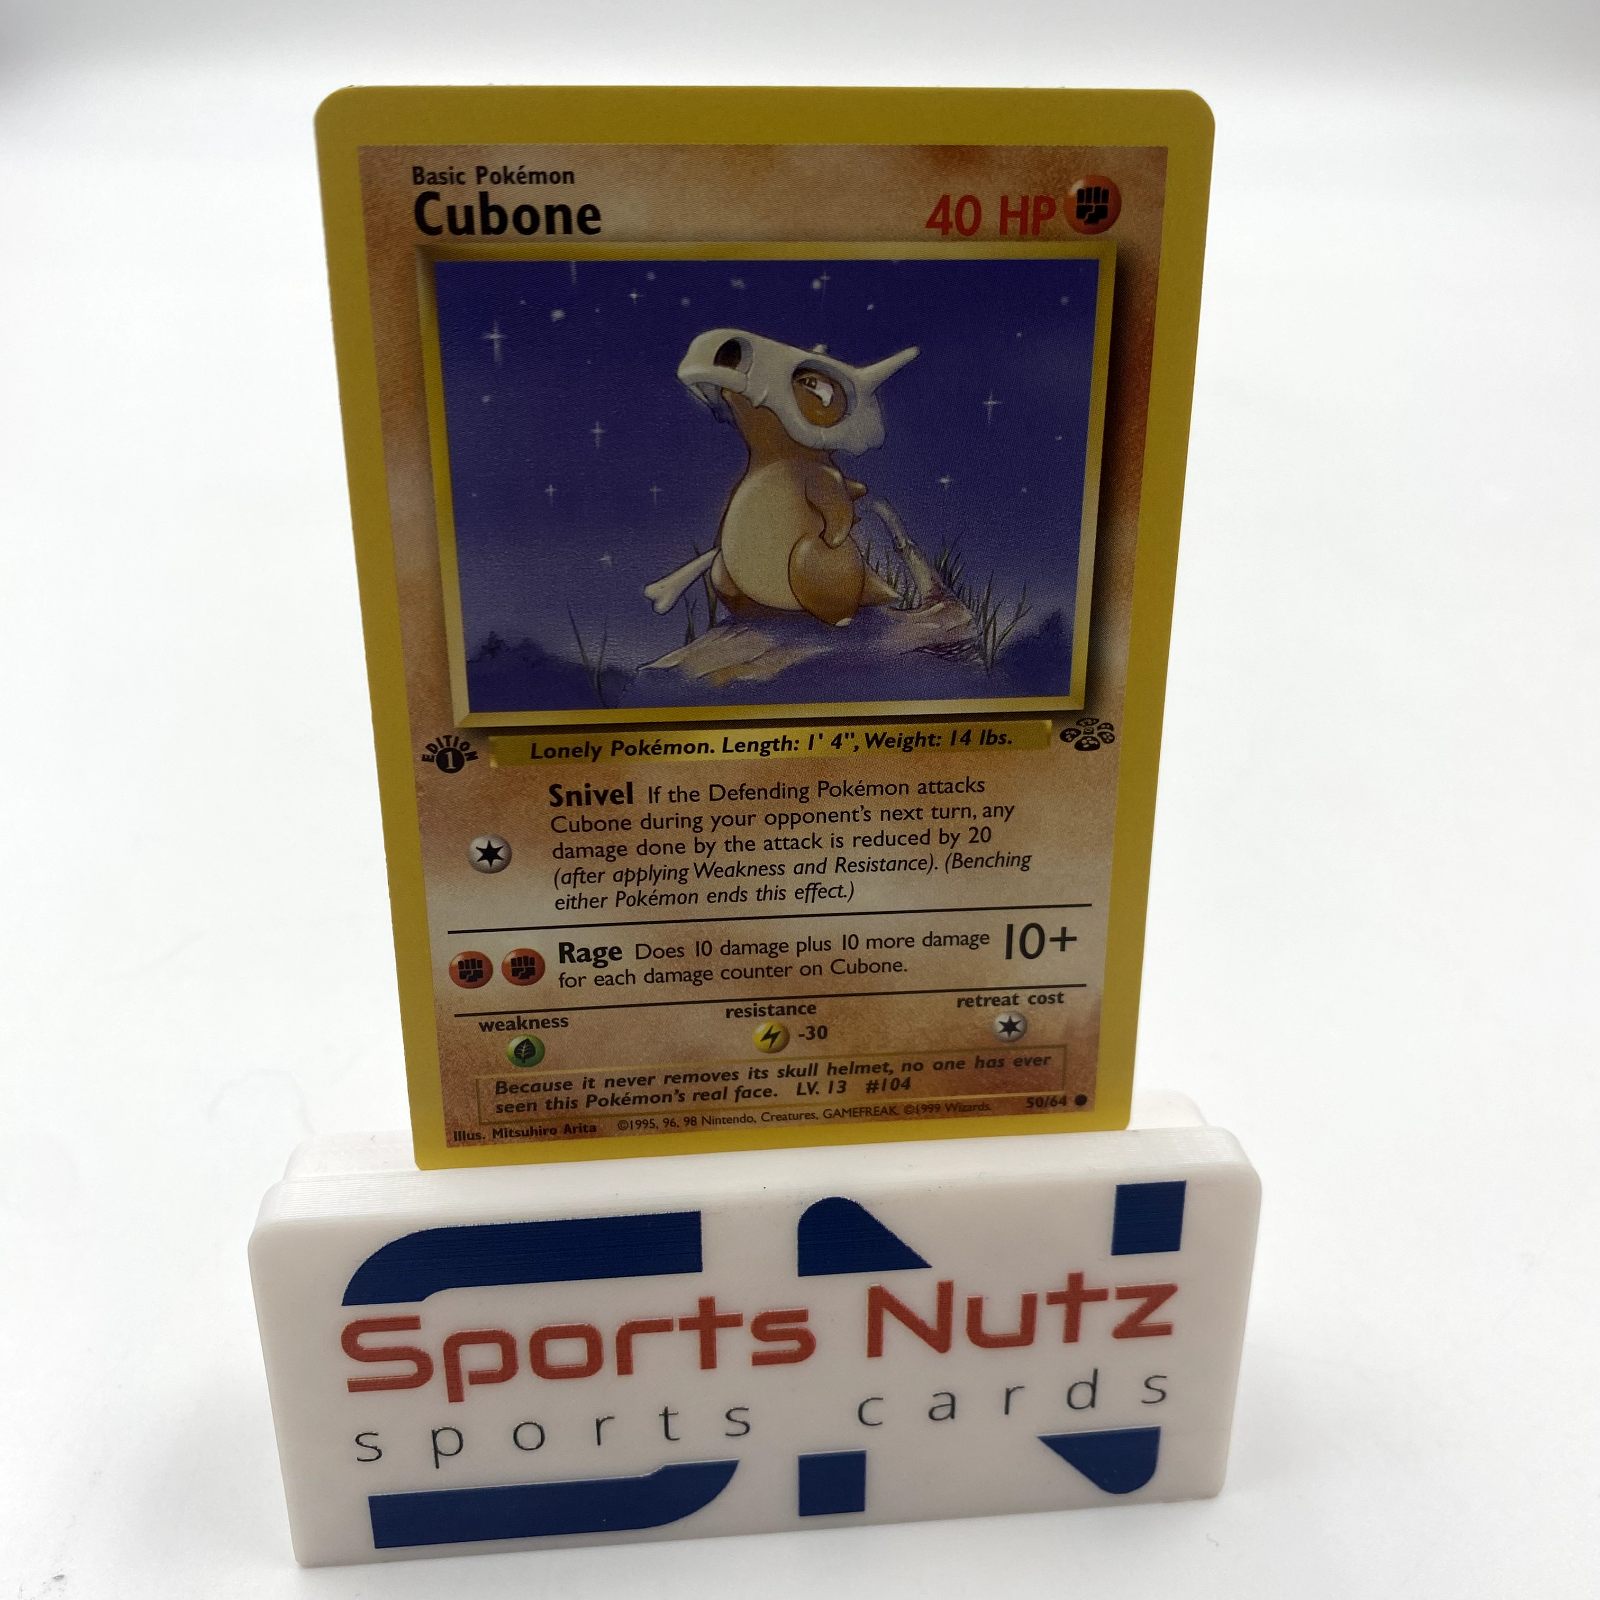 Basic Pokémon
Cubone
40 HP
EDITION
1
Lonely Pokémon. Length: 1' 4", Weight: 14 lbs.
Snivel If the Defending Pokémon attacks
Cubone during your opponent's next turn, any
damage done by the attack is reduced by 20
(after applying Weakness and Resistance). (Benching
either Pokémon ends this effect.)
Rage Does 10 damage plus 10 more damage
for each damage counter on Cubone.
10+
weakness
resistance
retreat cost
-30
Because it never removes its skull helmet, no one has ever
seen this Pokémon's real face. LV. 13 #104
Illus. Mitsuhiro Arita ©1995, 96, 98 Nintendo, Creatures, GAMEFREAK. ©1999 Wizards. 50/64
Sports Nutz
sports cards